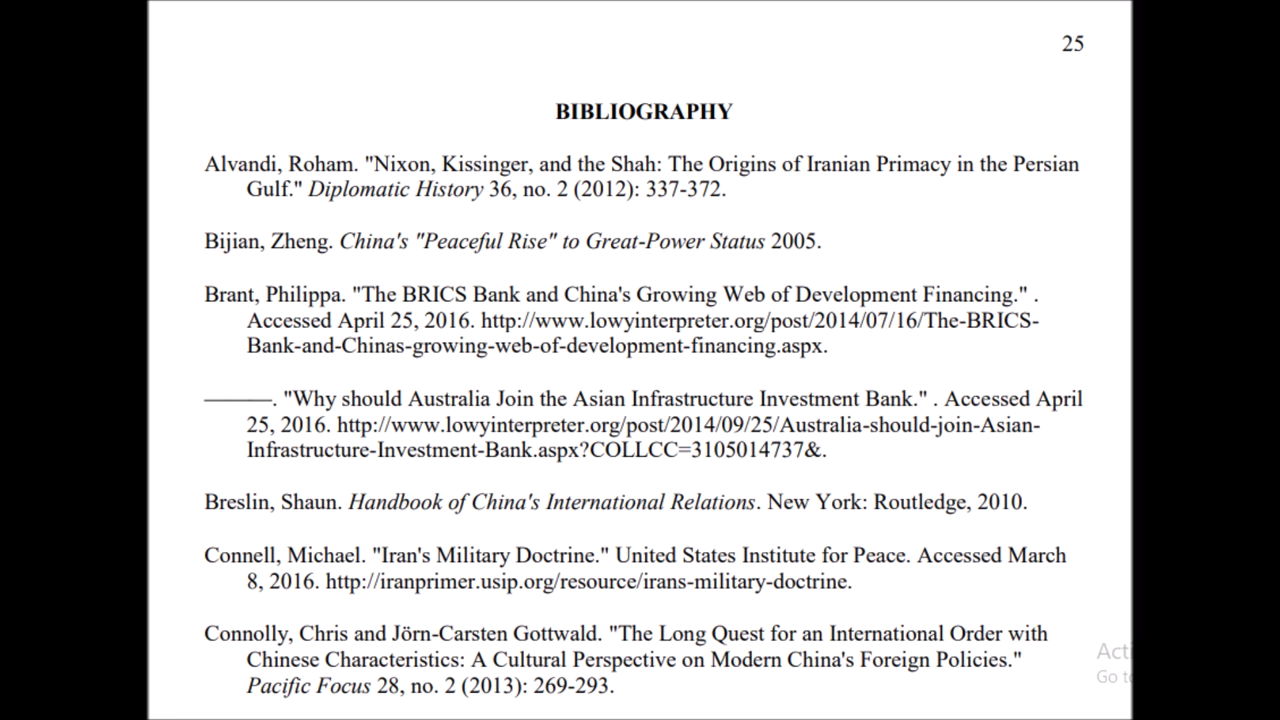 25
BIBLIOGRAPHY
Alvandi, Roham. "Nixon, Kissinger, and the Shah: The Origins of Iranian Primacy in the Persian
Gulf." Diplomatic History 36, no. 2 (2012): 337-372.
Bijian, Zheng. China's "Peaceful Rise" to Great-Power Status 2005.
Brant, Philippa. "The BRICS Bank and China's Growing Web of Development Financing." .
Accessed April 25, 2016. http://www.lowyinterpreter.org/post/2014/07/16/The-BRICS-
Bank-and-Chinas-growing-web-of-development-financing.aspx.
———. "Why should Australia Join the Asian Infrastructure Investment Bank." . Accessed April
25, 2016. http://www.lowyinterpreter.org/post/2014/09/25/Australia-should-join-Asian-
Infrastructure-Investment-Bank.aspx?COLLCC=3105014737&.
Breslin, Shaun. Handbook of China's International Relations. New York: Routledge, 2010.
Connell, Michael. "Iran's Military Doctrine." United States Institute for Peace. Accessed March
8, 2016. http://iranprimer.usip.org/resource/irans-military-doctrine.
Connolly, Chris and Jörn-Carsten Gottwald. "The Long Quest for an International Order with
Chinese Characteristics: A Cultural Perspective on Modern China's Foreign Policies."
Pacific Focus 28, no. 2 (2013): 269-293.
Go